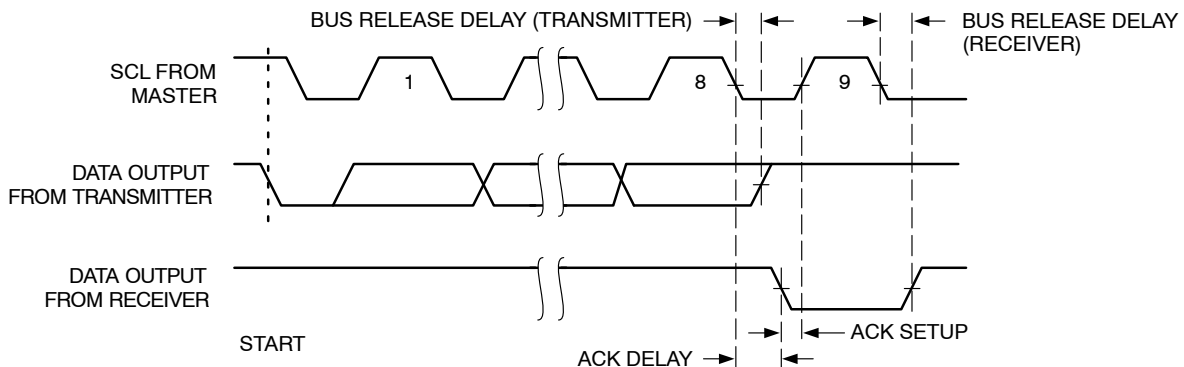 BUS RELEASE DELAY (TRANSMITTER)
BUS RELEASE DELAY
(RECEIVER)
SCL FROM
MASTER
1
8
9
DATA OUTPUT
FROM TRANSMITTER
DATA OUTPUT
FROM RECEIVER
START
ACK SETUP
ACK DELAY